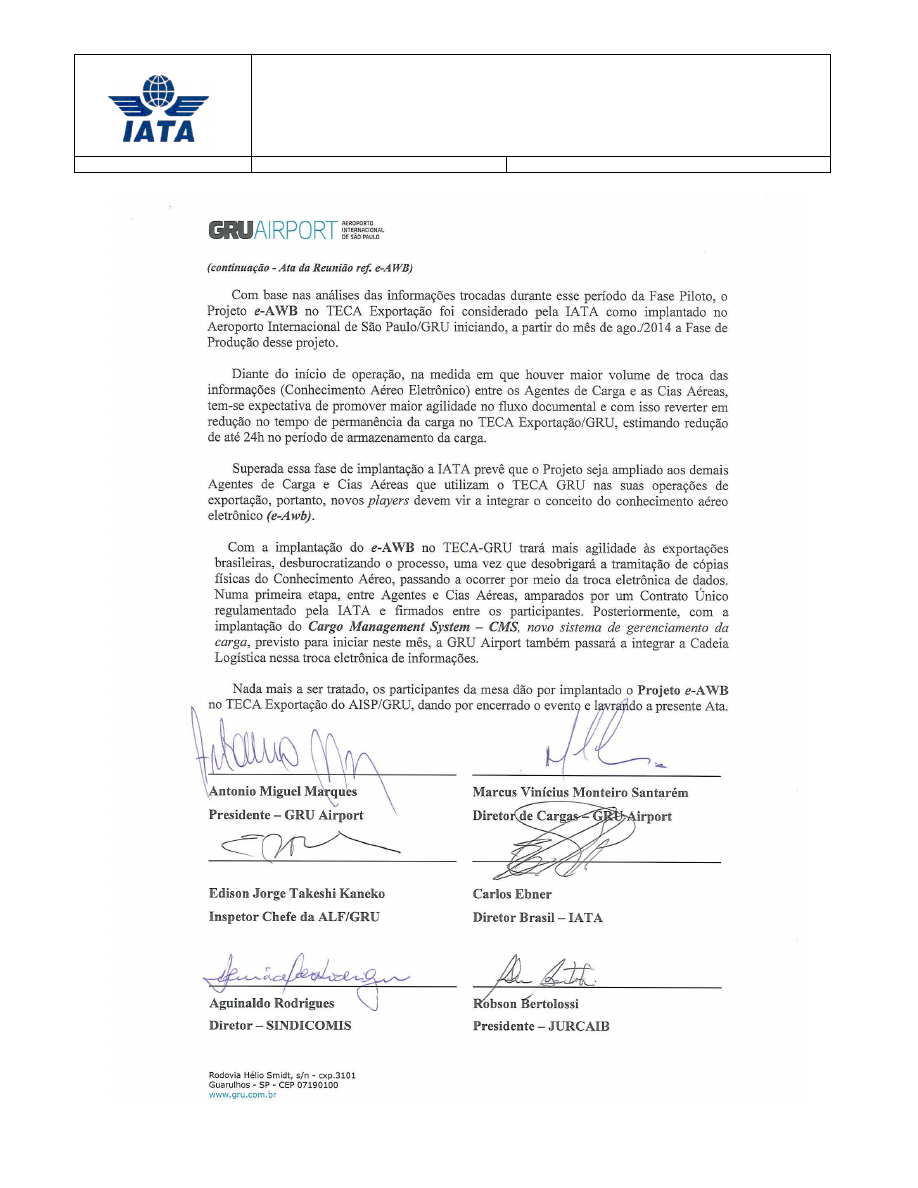 IATA
GRUAIRPORT AEROPORTO
INTERNACIONAL
DE SÃO PAULO
(continuação - Ata da Reunião ref. e-AWB)
Com base nas análises das informações trocadas durante esse período da Fase Piloto, o
Projeto e-AWB no TECA Exportação foi considerado pela IATA como implantado no
Aeroporto Internacional de São Paulo/GRU iniciando, a partir do mês de ago./2014 a Fase de
Produção desse projeto.
Diante do início de operação, na medida em que houver maior volume de troca das
informações (Conhecimento Aéreo Eletrônico) entre os Agentes de Carga e as Cias Aéreas,
tem-se expectativa de promover maior agilidade no fluxo documental e com isso reverter em
redução no tempo de permanência da carga no TECA Exportação/GRU, estimando redução
de até 24h no período de armazenamento da carga.
Superada essa fase de implantação a IATA prevê que o Projeto seja ampliado aos demais
Agentes de Carga e Cias Aéreas que utilizam o TECA GRU nas suas operações de
exportação, portanto, novos players devem vir a integrar o conceito do conhecimento aéreo
eletrônico (e-Awb).
Com a implantação do e-AWB no TECA-GRU trará mais agilidade às exportações
brasileiras, desburocratizando o processo, uma vez que desobrigará a tramitação de cópias
físicas do Conhecimento Aéreo, passando a ocorrer por meio da troca eletrônica de dados.
Numa primeira etapa, entre Agentes e Cias Aéreas, amparados por um Contrato Único
regulamentado pela IATA e firmados entre os participantes. Posteriormente, com a
implantação do Cargo Management System – CMS, novo sistema de gerenciamento da
carga, previsto para iniciar neste mês, a GRU Airport também passará a integrar a Cadeia
Logística nessa troca eletrônica de informações.
Nada mais a ser tratado, os participantes da mesa dão por implantado o Projeto e-AWB
no TECA Exportação do AISP/GRU, dando por encerrado o evento e lavrando a presente Ata.
Antonio Miguel Marques
Presidente – GRU Airport
Marcus Vinícius Monteiro Santarém
Diretor de Cargas – GRU Airport
Edison Jorge Takeshi Kaneko
Inspetor Chefe da ALF/GRU
Carlos Ebner
Diretor Brasil – IATA
Aguinaldo Rodrigues
Diretor – SINDICOMIS
Robson Bertolossi
Presidente – JURCAIB
Rodovia Hélio Smidt, s/n - cxp.3101
Guarulhos - SP - CEP 07190100
www.gru.com.br